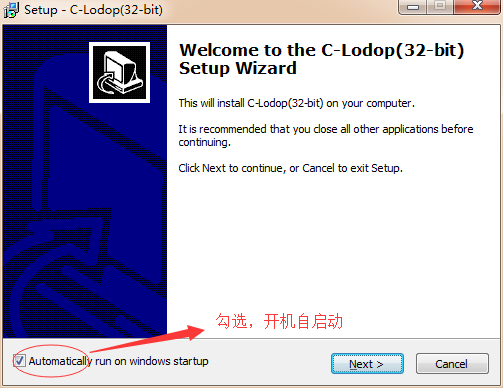 Setup - C-Lodop(32-bit)
Welcome to the C-Lodop(32-bit)
Setup Wizard
This will install C-Lodop(32-bit) on your computer.
It is recommended that you close all other applications before
continuing.
Click Next to continue, or Cancel to exit Setup.
勾选，开机自启动
Automatically run on windows startup
Next >
Cancel